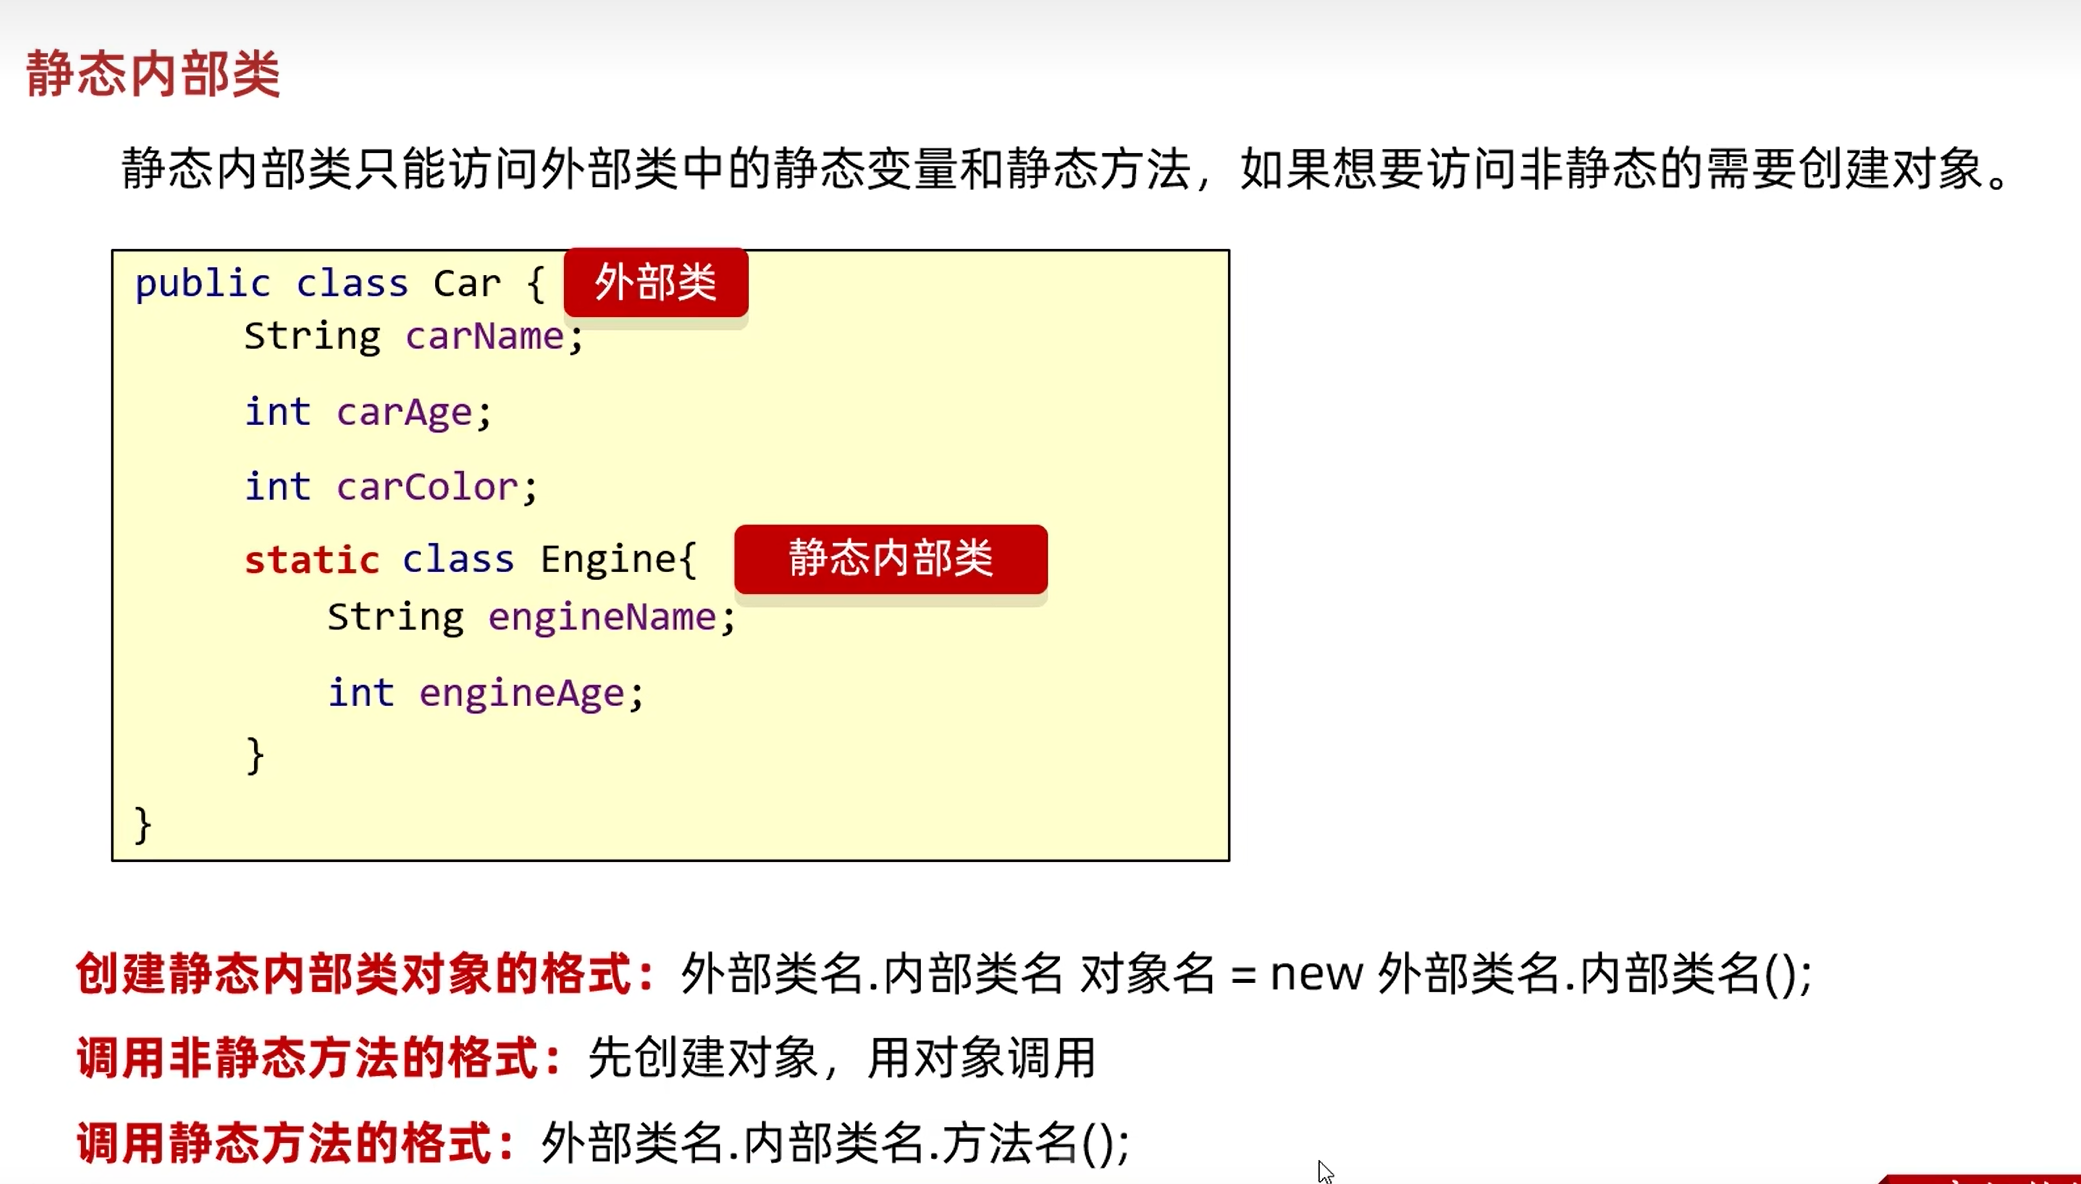 静态内部类
静态内部类只能访问外部类中的静态变量和静态方法，如果想要访问非静态的需要创建对象。
public class Car { 外部类
String carName;
int carAge;
int carColor;
static class Engine{ 静态内部类
String engineName;
int engineAge;
}
}
创建静态内部类对象的格式：外部类名.内部类名 对象名 = new 外部类名.内部类名();
调用非静态方法的格式：先创建对象，用对象调用
调用静态方法的格式：外部类名.内部类名.方法名();